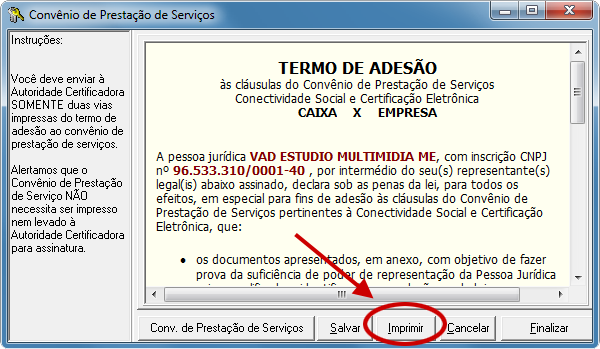 Convênio de Prestação de Serviços
Instruções:
Você deve enviar à
Autoridade Certificadora
SOMENTE duas vias
impressas do termo de
adesão ao convênio de
prestação de serviços.
Alertamos que o
Convênio de Prestação
de Serviço NÃO
necessita ser impresso
nem levado à
Autoridade Certificadora
para assinatura.
TERMO DE ADESÃO
às cláusulas do Convênio de Prestação de Serviços
Conectividade Social e Certificação Eletrônica
CAIXA X EMPRESA
A pessoa jurídica VAD ESTUDIO MULTIMIDIA ME, com inscrição CNPJ
nº 96.533.310/0001-40 , por intermédio do seu(s) representante(s)
legal(is) abaixo assinado, declara sob as penas da lei, para todos os
efeitos, em especial para fins de adesão às cláusulas do Convênio de
Prestação de Serviços pertinentes à Conectividade Social e Certificação
Eletrônica, que:
• os documentos apresentados, em anexo, com objetivo de fazer
prova da suficiência de poder de representação da Pessoa Jurídica
Conv. de Prestação de Serviços
Salvar
Imprimir
Cancelar
Finalizar